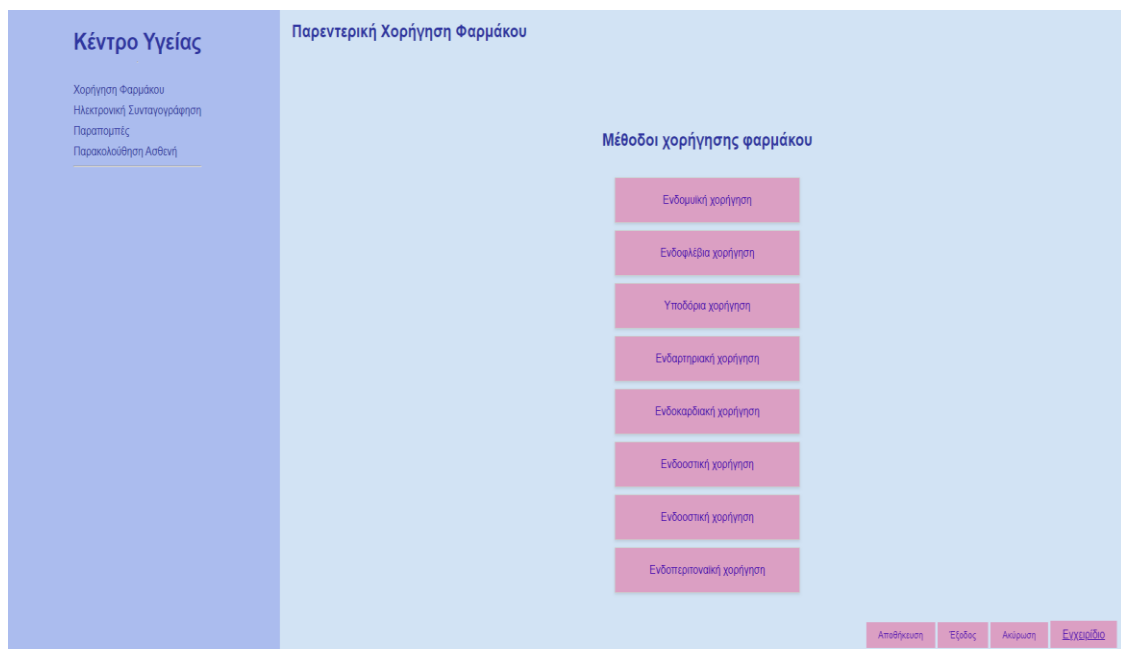 Κέντρο Υγείας
Χορήγηση Φαρμάκου
Ηλεκτρονική Συνταγογράφηση
Παραπομπές
Παρακολούθηση Ασθενή
Παρεντερική Χορήγηση Φαρμάκου
Μέθοδοι χορήγησης φαρμάκου
Ενδομυϊκή χορήγηση
Ενδοφλέβια χορήγηση
Υποδόρια χορήγηση
Ενδαρτηριακή χορήγηση
Ενδοκαρδιακή χορήγηση
Ενδοοστική χορήγηση
Ενδοοστική χορήγηση
Ενδοπεριτοναϊκή χορήγηση
Αποθήκευση Έξοδος Ακύρωση Εγχειρίδιο